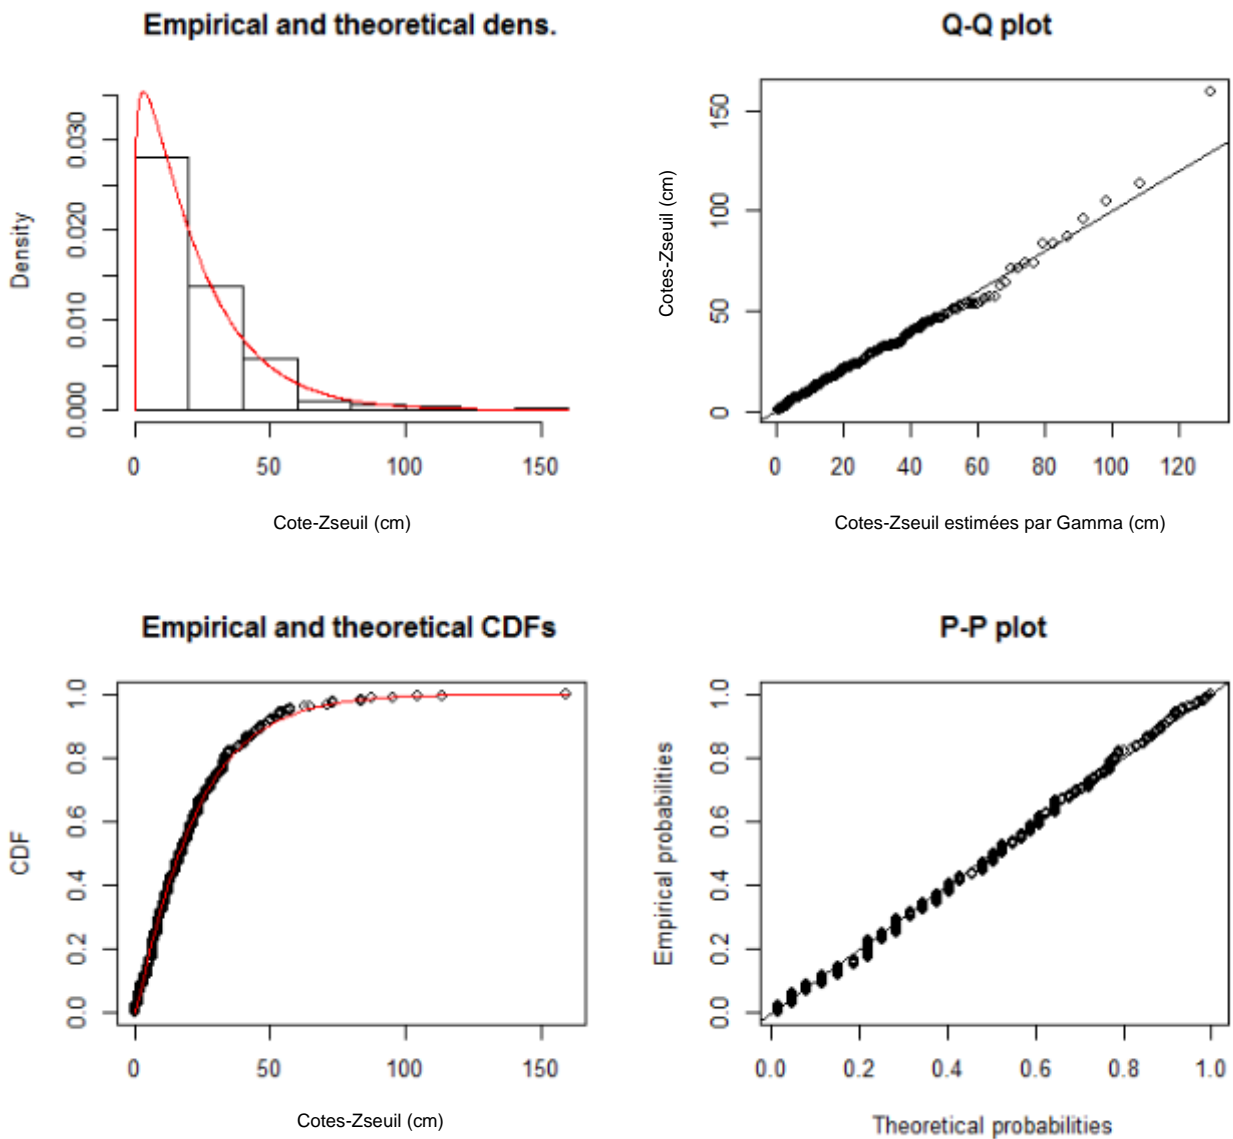 Empirical and theoretical dens.
Density
0.000 0.010 0.020 0.030
0 50 100 150
Cote-Zseuil (cm)
Q-Q plot
Cotes-Zseuil (cm)
0 50 100 150
0 20 40 60 80 100 120
Cotes-Zseuil estimées par Gamma (cm)
Empirical and theoretical CDFs
CDF
0.0 0.2 0.4 0.6 0.8 1.0
0 50 100 150
Cotes-Zseuil (cm)
P-P plot
Empirical probabilities
0.0 0.2 0.4 0.6 0.8 1.0
0.0 0.2 0.4 0.6 0.8 1.0
Theoretical probabilities